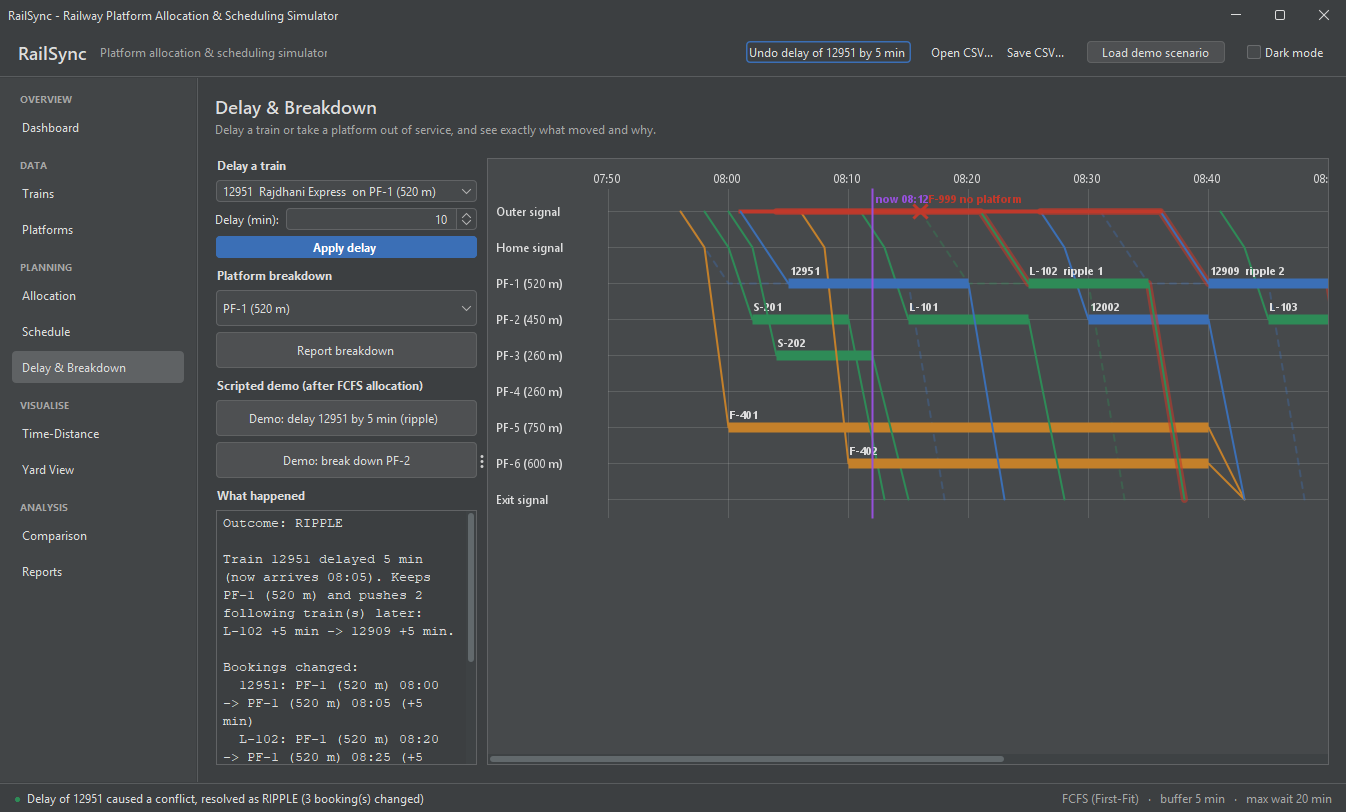 RailSync - Railway Platform Allocation & Scheduling Simulator
RailSync Platform allocation & scheduling simulator
Undo delay of 12951 by 5 min Open CSV... Save CSV... Load demo scenario Dark mode
OVERVIEW
Dashboard
DATA
Trains
Platforms
PLANNING
Allocation
Schedule
Delay & Breakdown
VISUALISE
Time-Distance
Yard View
ANALYSIS
Comparison
Reports
Delay & Breakdown
Delay a train or take a platform out of service, and see exactly what moved and why.
Delay a train
12951 Rajdhani Express on PF-1 (520 m)
Delay (min): 10
Apply delay
Platform breakdown
PF-1 (520 m)
Report breakdown
Scripted demo (after FCFS allocation)
Demo: delay 12951 by 5 min (ripple)
Demo: break down PF-2
What happened
Outcome: RIPPLE
Train 12951 delayed 5 min
(now arrives 08:05). Keeps
PF-1 (520 m) and pushes 2
following train(s) later:
L-102 +5 min -> 12909 +5 min.
Bookings changed:
12951: PF-1 (520 m) 08:00
-> PF-1 (520 m) 08:05 (+5
min)
L-102: PF-1 (520 m) 08:20
-> PF-1 (520 m) 08:25 (+5
07:50 08:00 08:10 08:20 08:30 08:40 08:
now 08:12 F-999 no platform
Outer signal
Home signal
PF-1 (520 m) 12951 L-102 ripple 1 12909 ripple 2
PF-2 (450 m) S-201 L-101 12002 L-103
PF-3 (260 m) S-202
PF-4 (260 m)
PF-5 (750 m) F-401
PF-6 (600 m) F-402
Exit signal
Delay of 12951 caused a conflict, resolved as RIPPLE (3 booking(s) changed)
FCFS (First-Fit) · buffer 5 min · max wait 20 min